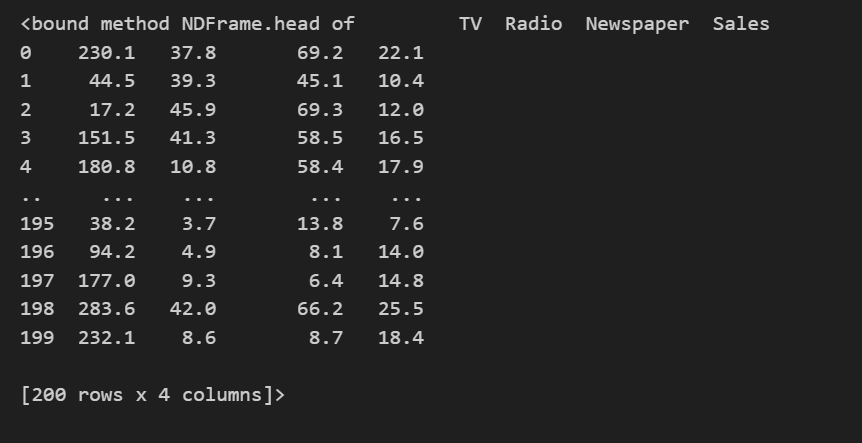 <bound method NDFrame.head of         TV  Radio  Newspaper  Sales
0    230.1   37.8       69.2   22.1
1     44.5   39.3       45.1   10.4
2     17.2   45.9       69.3   12.0
3    151.5   41.3       58.5   16.5
4    180.8   10.8       58.4   17.9
..     ...    ...        ...    ...
195   38.2    3.7       13.8    7.6
196   94.2    4.9        8.1   14.0
197  177.0    9.3        6.4   14.8
198  283.6   42.0       66.2   25.5
199  232.1    8.6        8.7   18.4
[200 rows x 4 columns]>